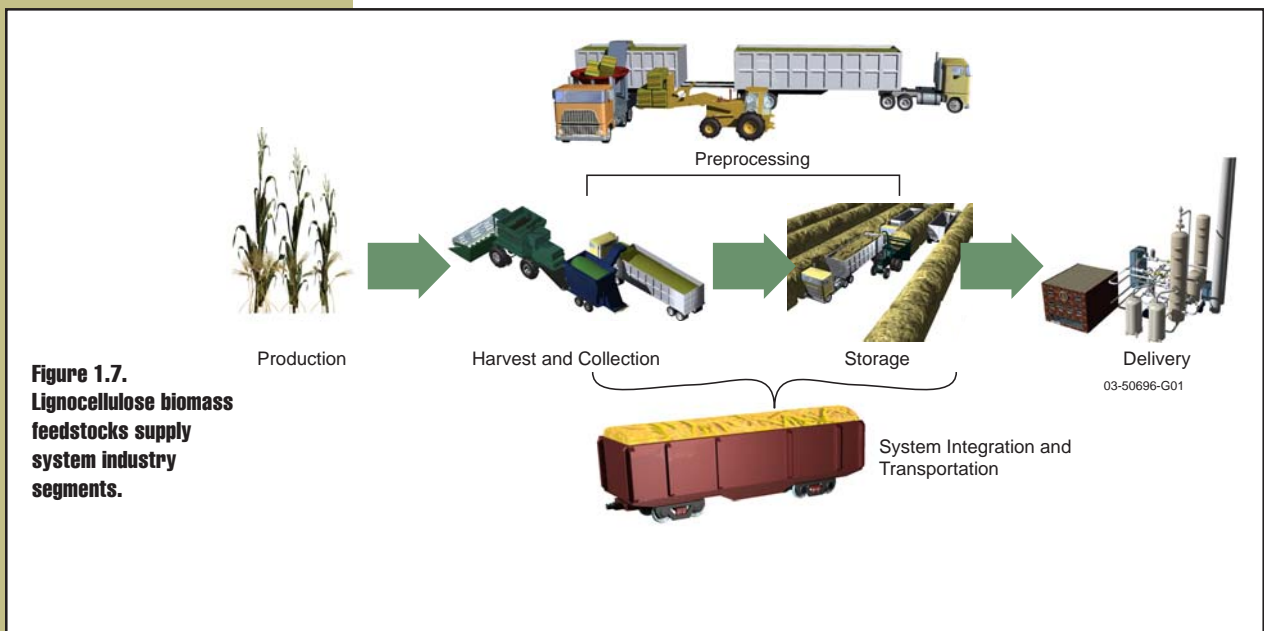 Preprocessing
Production
Harvest and Collection
Storage
Delivery
03-50696-G01
Figure 1.7.
Lignocellulose biomass
feedstocks supply
system industry
segments.
System Integration and
Transportation